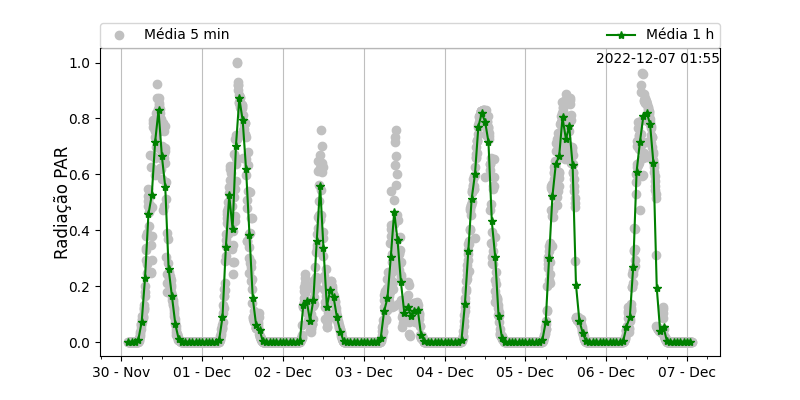 Média 5 min
Média 1 h
2022-12-07 01:55
1.0
0.8
0.6
0.4
0.2
0.0
Radiação PAR
30 - Nov
01 - Dec
02 - Dec
03 - Dec
04 - Dec
05 - Dec
06 - Dec
07 - Dec